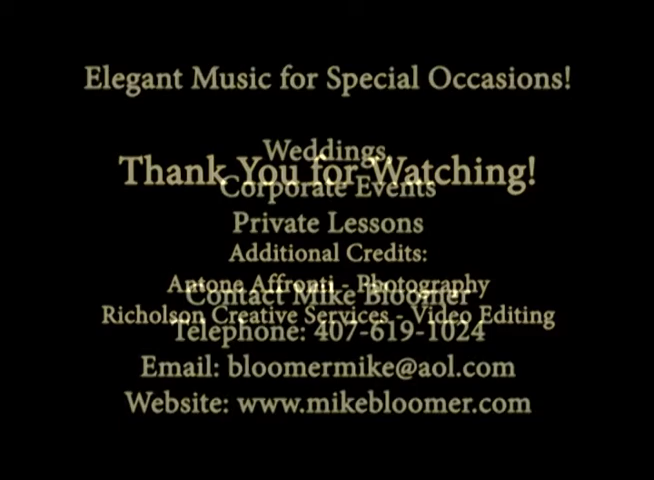 Elegant Music for Special Occasions!
Weddings
Thank You for Watching!
Corporate Events
Private Lessons
Additional Credits:
Antone Affronti - Photography
Contact Mike Bloomer
Richolson Creative Services - Video Editing
Telephone: 407-619-1024
Email: bloomermike@aol.com
Website: www.mikebloomer.com